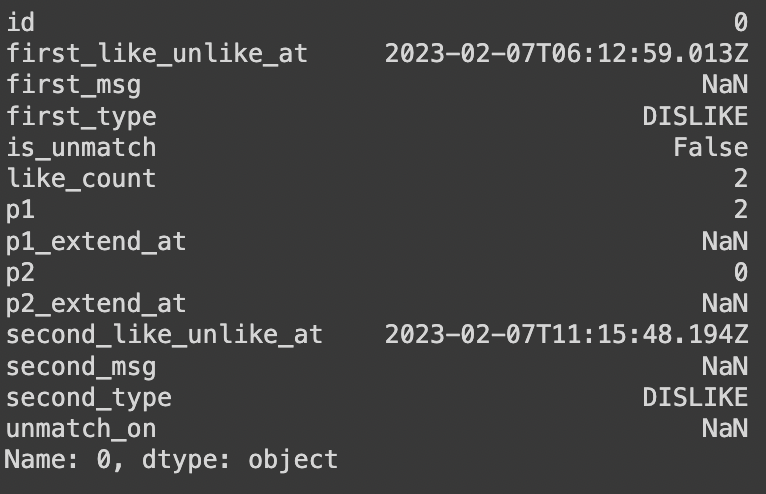 id 0
first_like_unlike_at 2023-02-07T06:12:59.013Z
first_msg NaN
first_type DISLIKE
is_unmatch False
like_count 2
p1 2
p1_extend_at NaN
p2 0
p2_extend_at NaN
second_like_unlike_at 2023-02-07T11:15:48.194Z
second_msg NaN
second_type DISLIKE
unmatch_on NaN
Name: 0, dtype: object